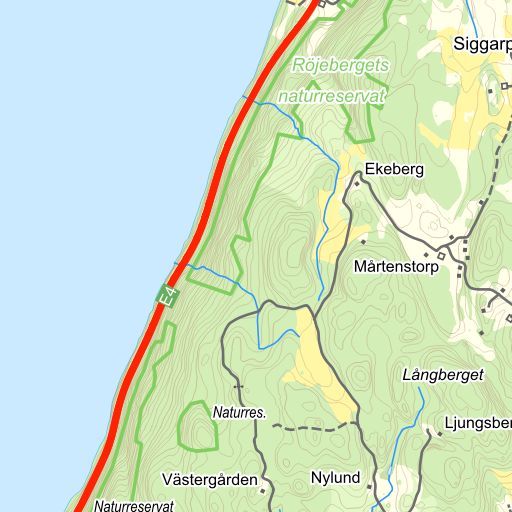 Siggarp
Röjebergets
naturreservat
Ekeberg
Mårtenstorp
E4
Långberget
Naturres.
Ljungsber
Västergården
Nylund
Naturreservat